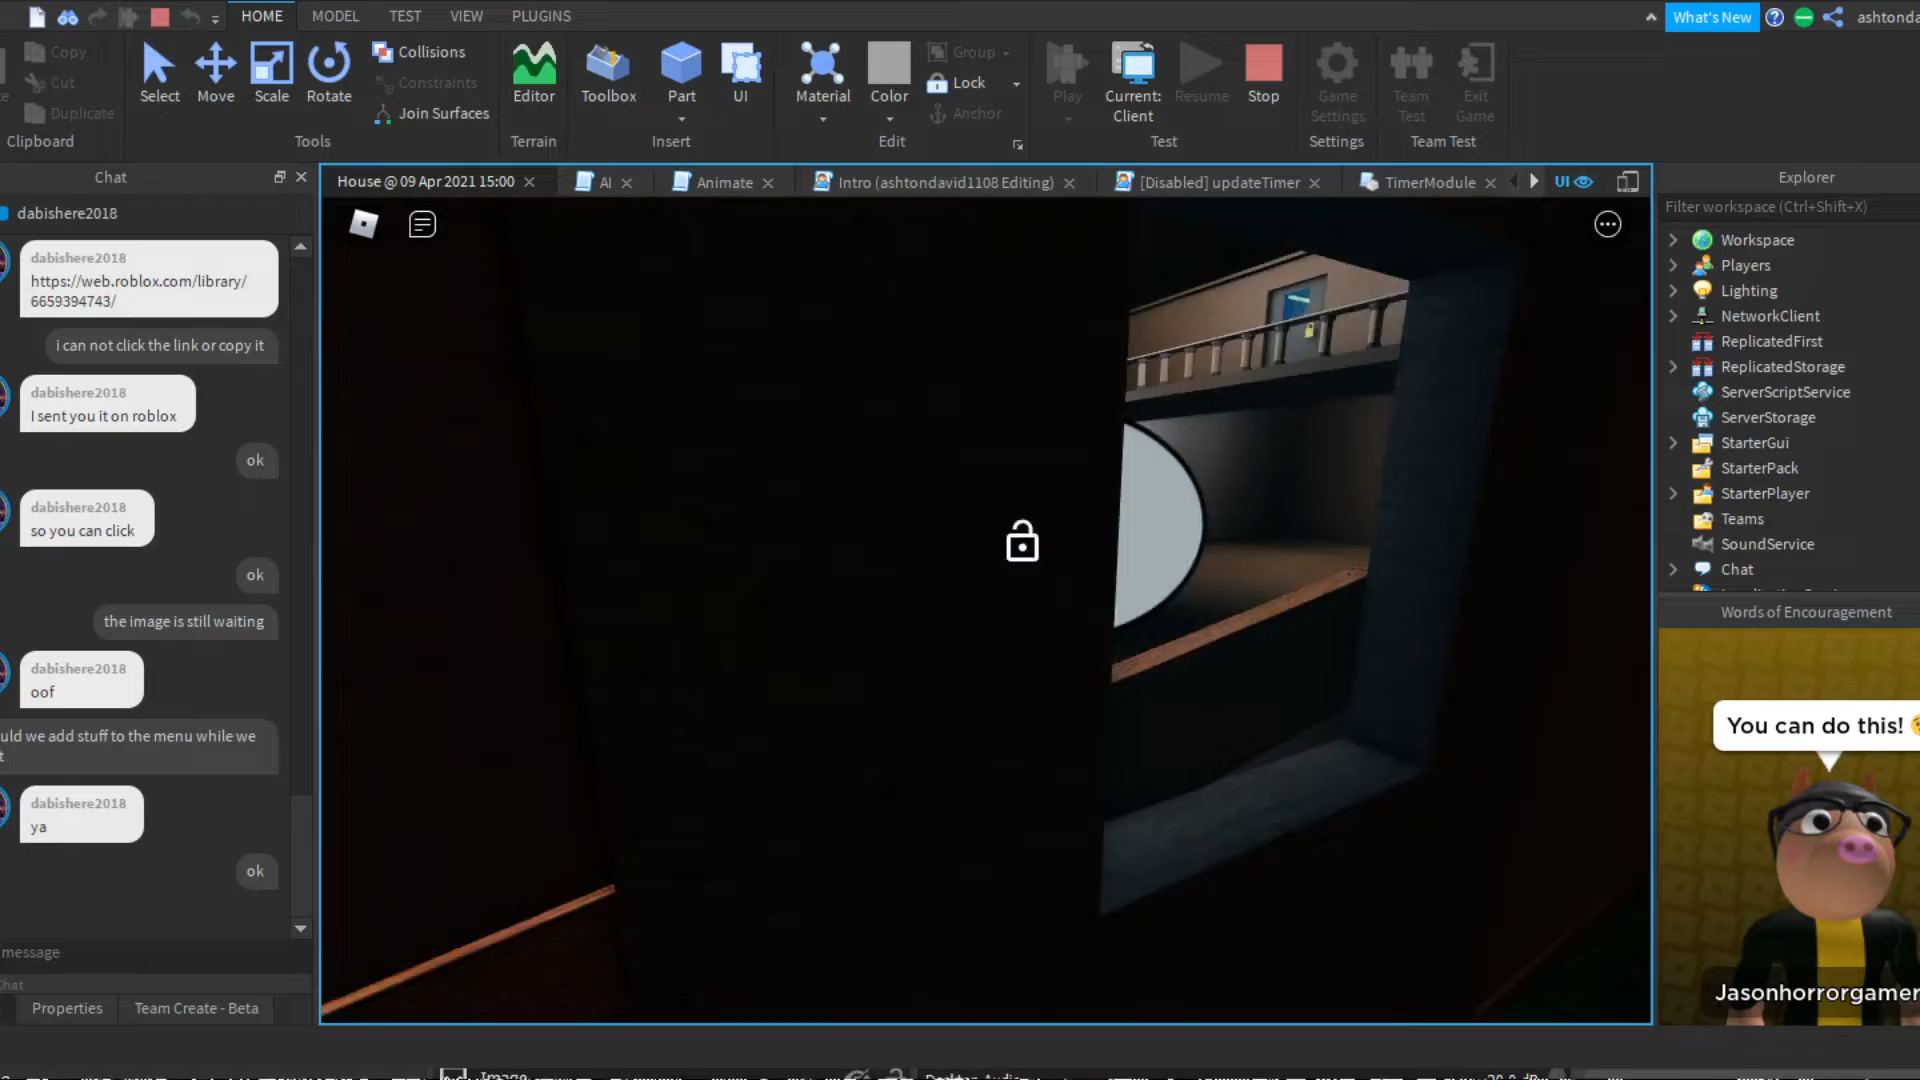 HOME MODEL TEST VIEW PLUGINS
What's New
ashtonda
Copy
Cut
Duplicate
Clipboard
Select Move Scale Rotate
Collisions
Constraints
Join Surfaces
Tools
Editor
Terrain
Toolbox Part UI
Insert
Material Color
Group
Lock
Anchor
Edit
Play
Current:
Client
Resume Stop
Test
Game
Settings
Settings
Team
Test
Exit
Game
Team Test
Chat
House @ 09 Apr 2021 15:00
AI
Animate
Intro (ashtondavid1108 Editing)
[Disabled] updateTimer
TimerModule
UI
Explorer
Filter workspace (Ctrl+Shift+X)
dabishere2018
dabishere2018
https://web.roblox.com/library/
6659394743/
i can not click the link or copy it
dabishere2018
I sent you it on roblox
ok
dabishere2018
so you can click
ok
the image is still waiting
dabishere2018
oof
uld we add stuff to the menu while we
t
dabishere2018
ya
ok
message
Chat
Properties
Team Create - Beta
Workspace
Players
Lighting
NetworkClient
ReplicatedFirst
ReplicatedStorage
ServerScriptService
ServerStorage
StarterGui
StarterPack
StarterPlayer
Teams
SoundService
Chat
Words of Encouragement
You can do this!
Jasonhorrorgamer
Image
Desktop Audio